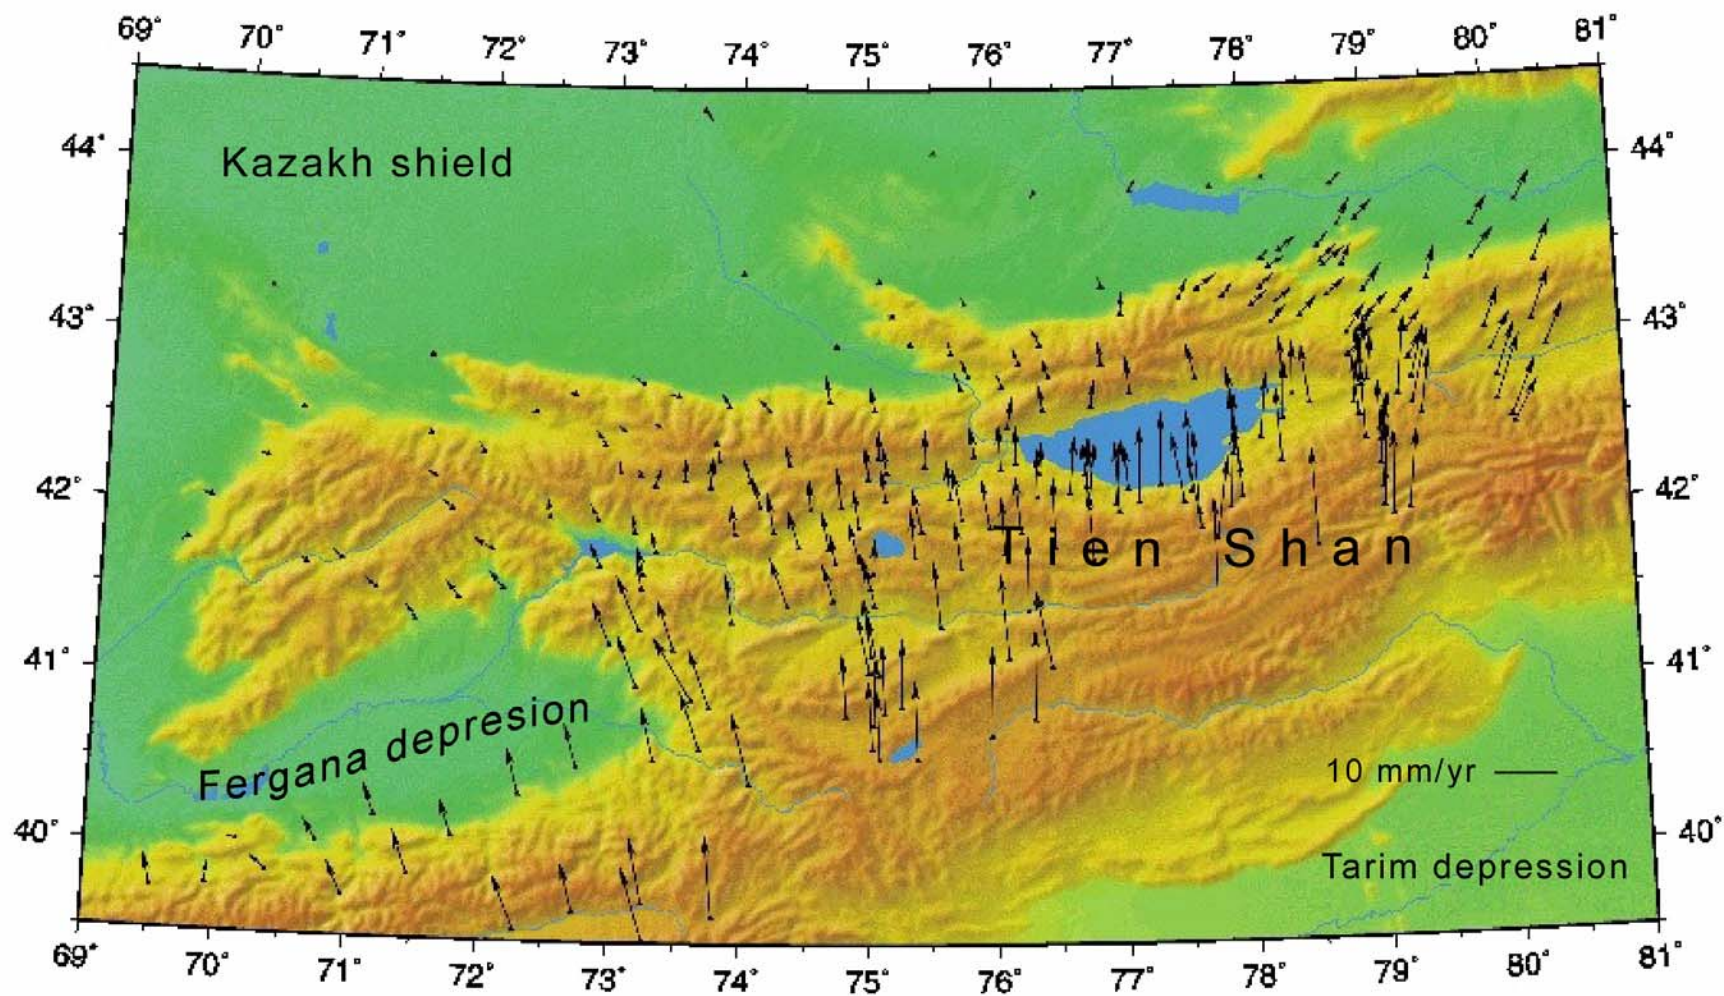 69° 70° 71° 72° 73° 74° 75° 76° 77° 78° 79° 80° 81°
44° 44°
Kazakh shield
43° 43°
42° 42°
Tien Shan
41° 41°
Fergana depresion
10 mm/yr
40° 40°
Tarim depression
69° 70° 71° 72° 73° 74° 75° 76° 77° 78° 79° 80° 81°